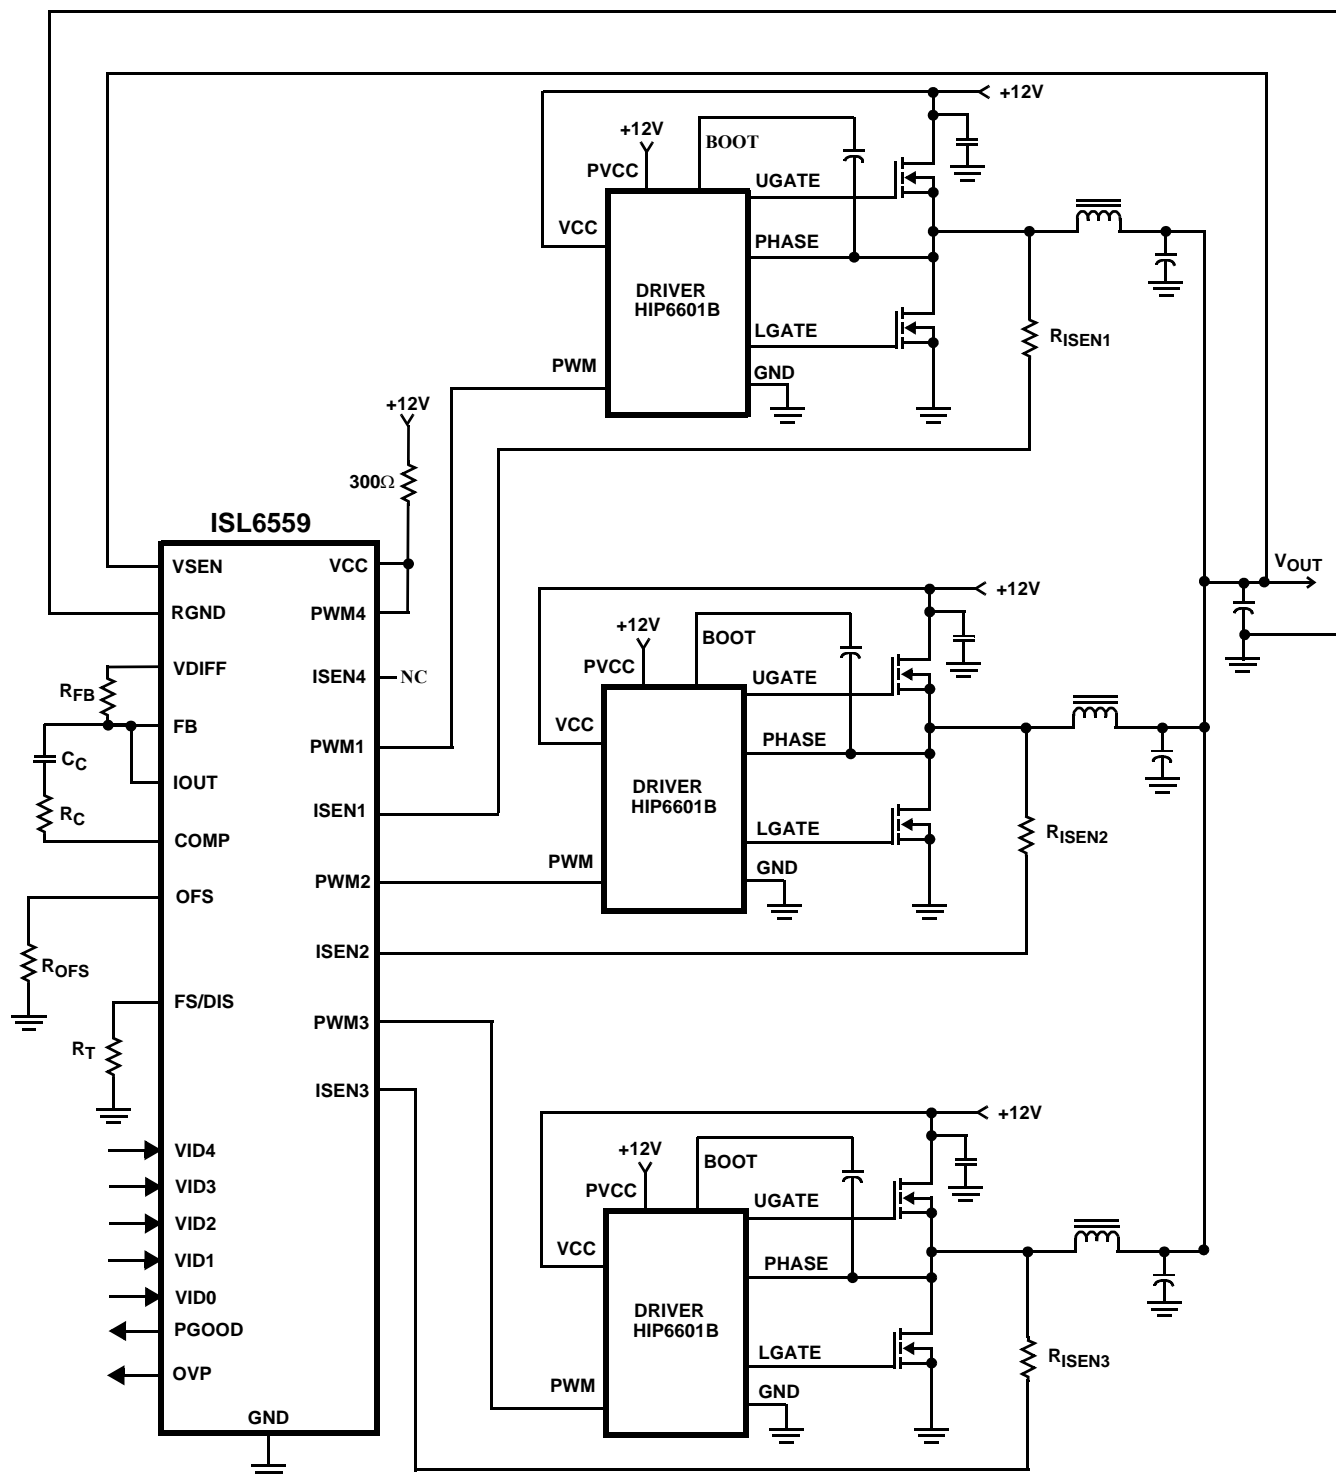 +12V
+12V
BOOT
PVCC
UGATE
VCC
PHASE
DRIVER
HIP6601B
LGATE
RISEN1
PWM
GND
+12V
300Ω
ISL6559
VSEN
VCC
RGND
PWM4
VDIFF
ISEN4
NC
RFB
FB
PWM1
CC
IOUT
ISEN1
RC
COMP
PWM2
OFS
ISEN2
ROFS
FS/DIS
PWM3
RT
ISEN3
VID4
VID3
VID2
VID1
VID0
PGOOD
OVP
GND
VOUT
+12V
+12V
BOOT
PVCC
UGATE
VCC
PHASE
DRIVER
HIP6601B
LGATE
RISEN2
PWM
GND
+12V
+12V
BOOT
PVCC
UGATE
VCC
PHASE
DRIVER
HIP6601B
LGATE
RISEN3
PWM
GND